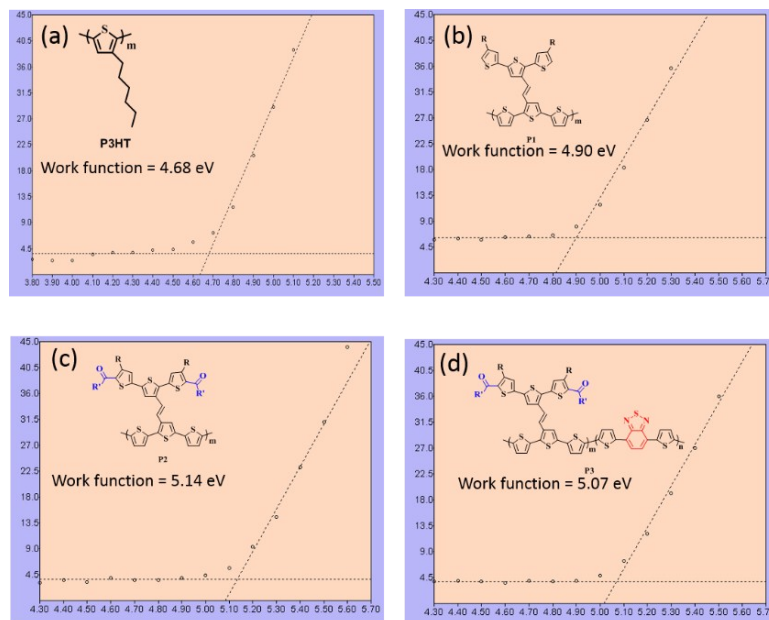 (a)
S
m
P3HT
Work function = 4.68 eV
45.0
36.0
31.5
27.0
22.5
18.0
13.5
9.0
4.5
3.80 3.90 4.00 4.10 4.20 4.30 4.40 4.50 4.60 4.70 4.80 4.90 5.00 5.10 5.20 5.30 5.40 5.50
(b)
R R
S S S
S S S
m
P1
Work function = 4.90 eV
45.0
36.0
31.5
27.0
22.5
18.0
13.5
9.0
4.5
4.30 4.40 4.50 4.60 4.70 4.80 4.90 5.00 5.10 5.20 5.30 5.40 5.50 5.60 5.7
(c)
O R R O
R' S S S R'
S S S
m
P2
Work function = 5.14 eV
45.0
36.0
31.5
27.0
22.5
18.0
13.5
9.0
4.5
4.30 4.40 4.50 4.60 4.70 4.80 4.90 5.00 5.10 5.20 5.30 5.40 5.50 5.60 5.70
(d)
O R R O
R' S S S R'
N S N
S S S m S S n
P3
Work function = 5.07 eV
45.0
36.0
31.5
27.0
22.5
18.0
13.5
9.0
4.5
4.30 4.40 4.50 4.60 4.70 4.80 4.90 5.00 5.10 5.20 5.30 5.40 5.50 5.60 5.7